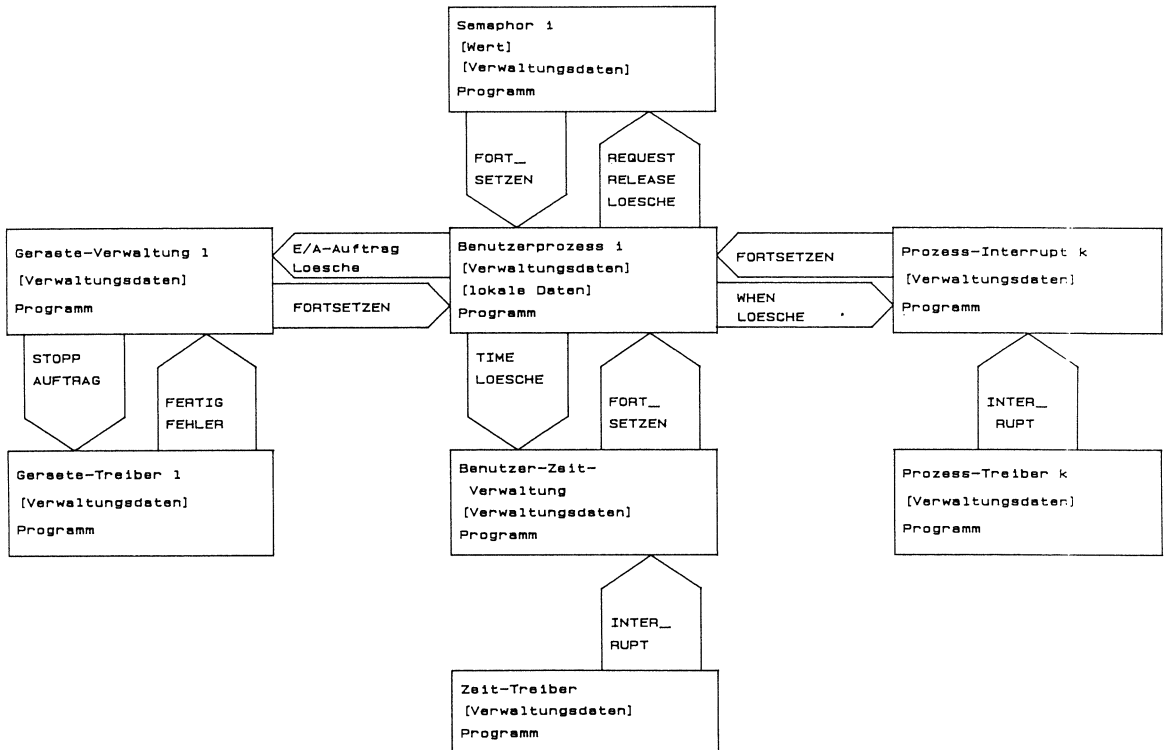 Semaphor i
[Wert]
[Verwaltungsdaten]
Programm
FORT_
SETZEN
REQUEST
RELEASE
LOESCHE
Geraete-Verwaltung l
[Verwaltungsdaten]
Programm
E/A-Auftrag
Loesche
FORTSETZEN
Benutzerprozess i
[Verwaltungsdaten]
[lokale Daten]
Programm
FORTSETZEN
WHEN
LOESCHE
Prozess-Interrupt k
[Verwaltungsdaten]
Programm
STOPP
AUFTRAG
FERTIG
FEHLER
TIME
LOESCHE
FORT_
SETZEN
INTER_
RUPT
Geraete-Treiber l
[Verwaltungsdaten]
Programm
Benutzer-Zeit-
Verwaltung
[Verwaltungsdaten]
Programm
Prozess-Treiber k
[Verwaltungsdaten]
Programm
INTER_
RUPT
Zeit-Treiber
[Verwaltungsdaten]
Programm